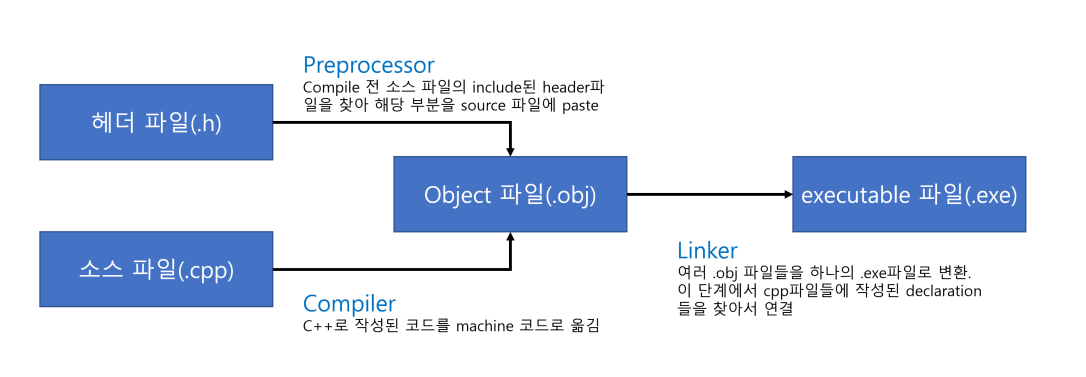 Preprocessor
Compile 전 소스 파일의 include된 header파
일을 찾아 해당 부분을 source 파일에 paste
헤더 파일(.h)
Object 파일(.obj)
executable 파일(.exe)
소스 파일(.cpp)
Compiler
C++로 작성된 코드를 machine 코드로 옮김
Linker
여러 .obj 파일들을 하나의 .exe파일로 변환.
이 단계에서 cpp파일들에 작성된 declaration
들을 찾아서 연결